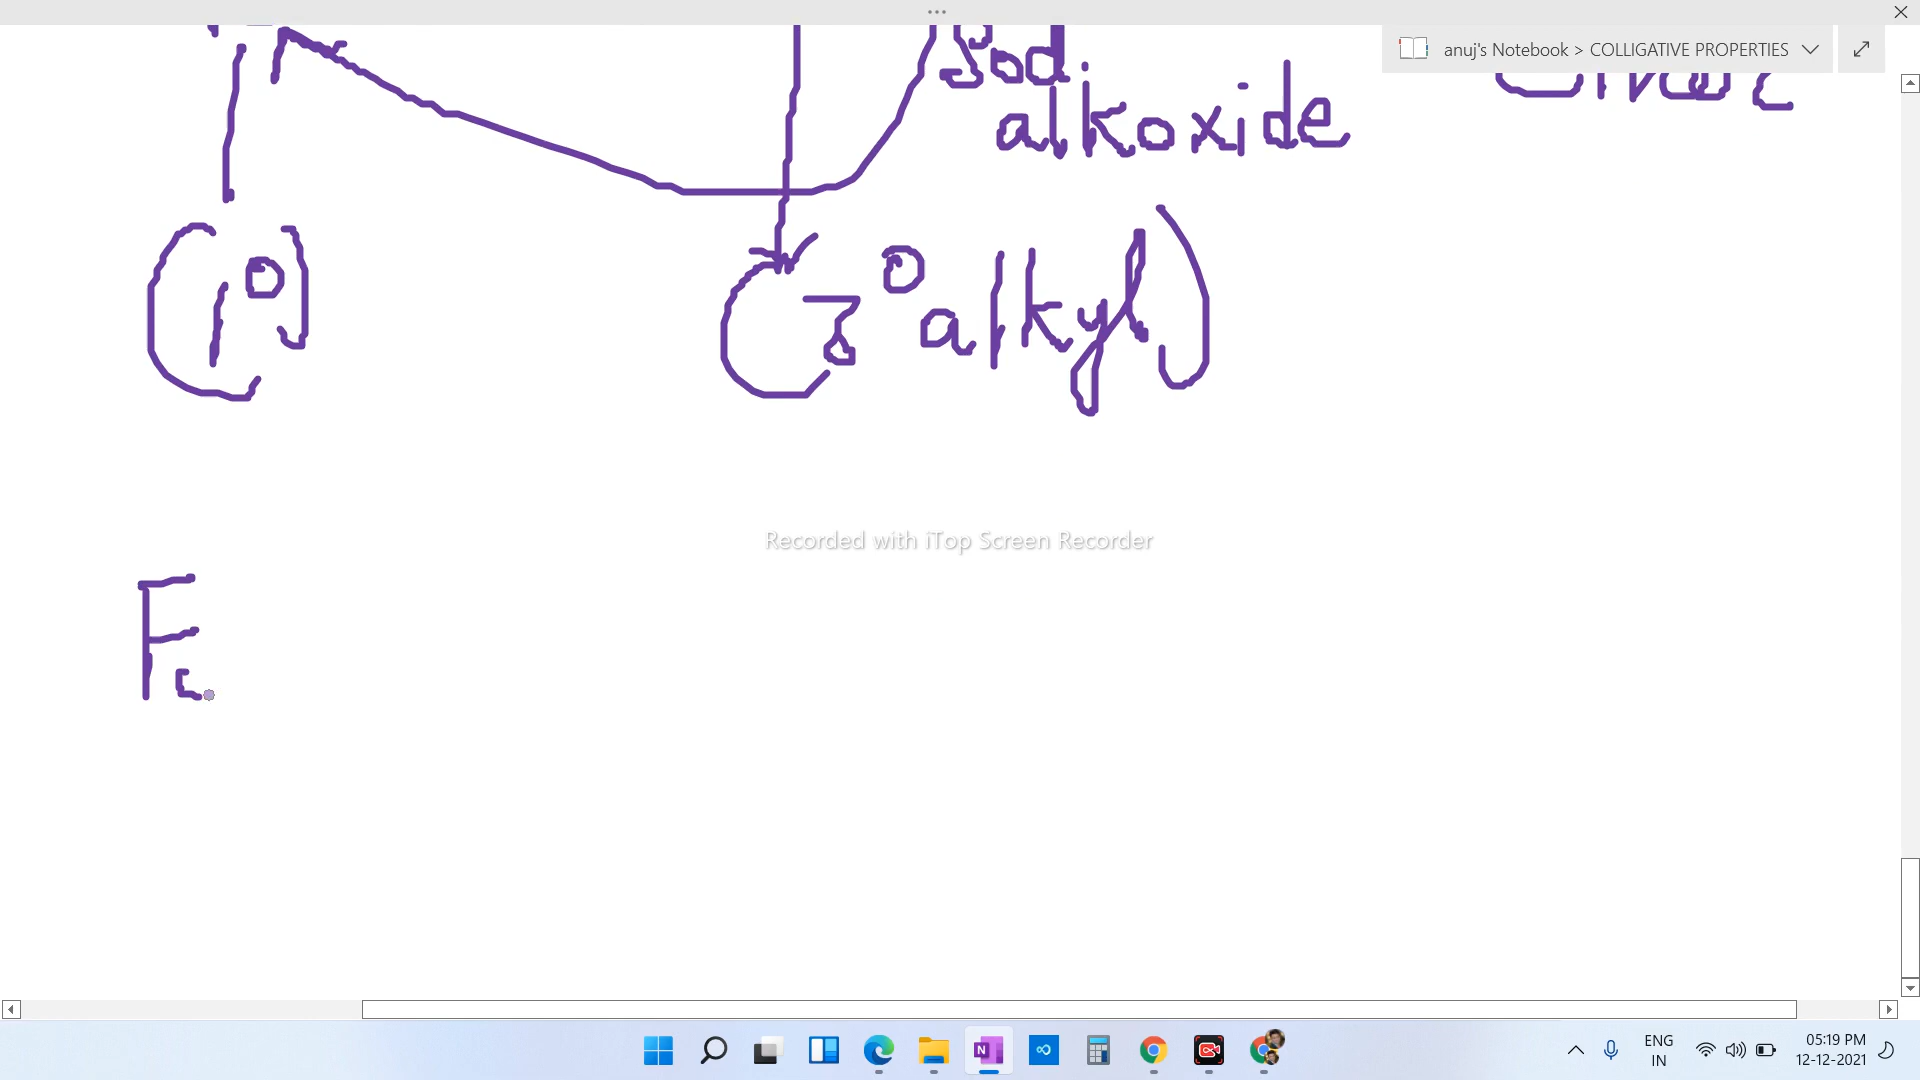 anuj's Notebook > COLLIGATIVE PROPERTIES
sod.
alkoxide
(1°)
(3° alkyl)
Recorded with iTop Screen Recorder
F
ENG
IN
05:19 PM
12-12-2021